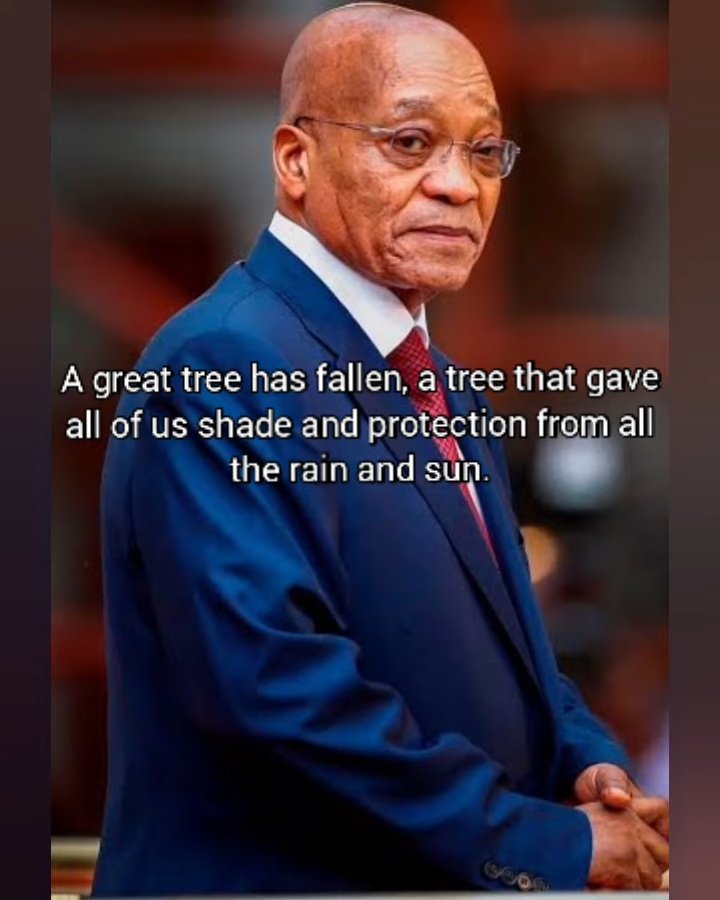 A great tree has fallen, a tree that gave
all of us shade and protection from all
the rain and sun.